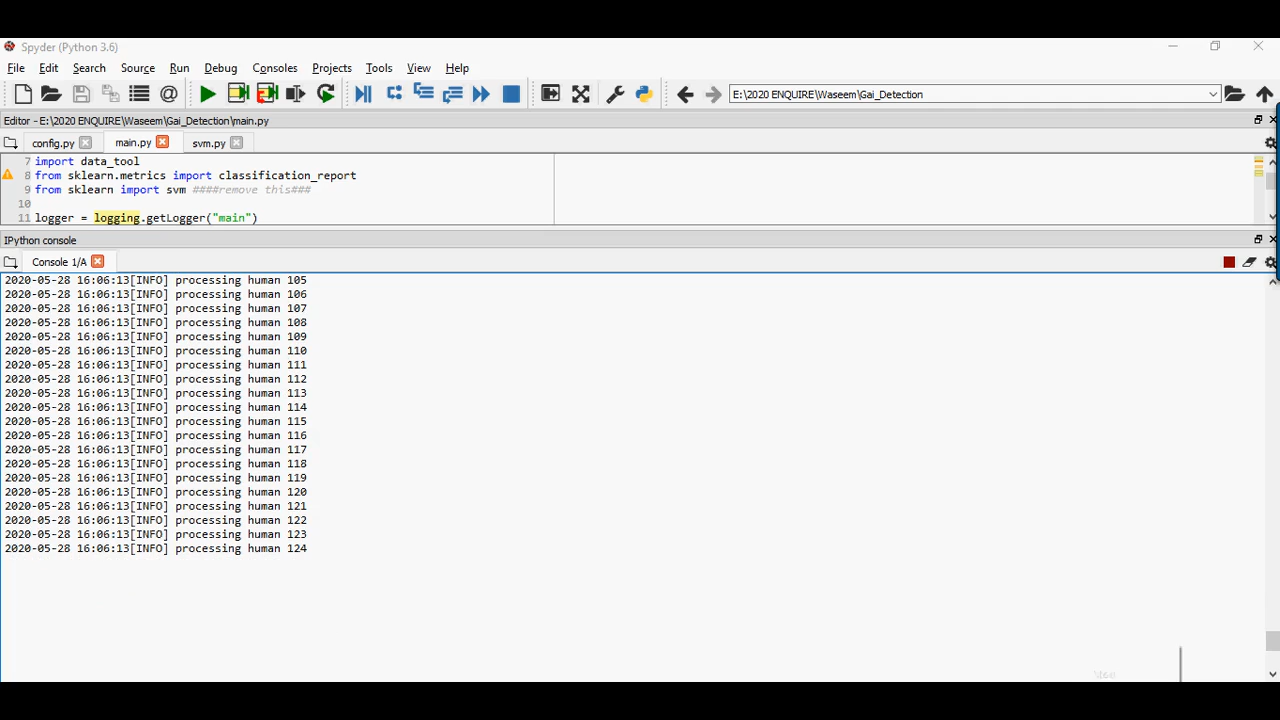 Spyder (Python 3.6)
File Edit Search Source Run Debug Consoles Projects Tools View Help
E:\2020 ENQUIRE\Waseem\Gai_Detection
Editor - E:\2020 ENQUIRE\Waseem\Gai_Detection\main.py
config.py main.py svm.py
7 import data_tool
8 from sklearn.metrics import classification_report
9 from sklearn import svm ####remove this###
10
11 logger = logging.getLogger("main")
IPython console
Console 1/A
2020-05-28 16:06:13[INFO] processing human 105
2020-05-28 16:06:13[INFO] processing human 106
2020-05-28 16:06:13[INFO] processing human 107
2020-05-28 16:06:13[INFO] processing human 108
2020-05-28 16:06:13[INFO] processing human 109
2020-05-28 16:06:13[INFO] processing human 110
2020-05-28 16:06:13[INFO] processing human 111
2020-05-28 16:06:13[INFO] processing human 112
2020-05-28 16:06:13[INFO] processing human 113
2020-05-28 16:06:13[INFO] processing human 114
2020-05-28 16:06:13[INFO] processing human 115
2020-05-28 16:06:13[INFO] processing human 116
2020-05-28 16:06:13[INFO] processing human 117
2020-05-28 16:06:13[INFO] processing human 118
2020-05-28 16:06:13[INFO] processing human 119
2020-05-28 16:06:13[INFO] processing human 120
2020-05-28 16:06:13[INFO] processing human 121
2020-05-28 16:06:13[INFO] processing human 122
2020-05-28 16:06:13[INFO] processing human 123
2020-05-28 16:06:13[INFO] processing human 124